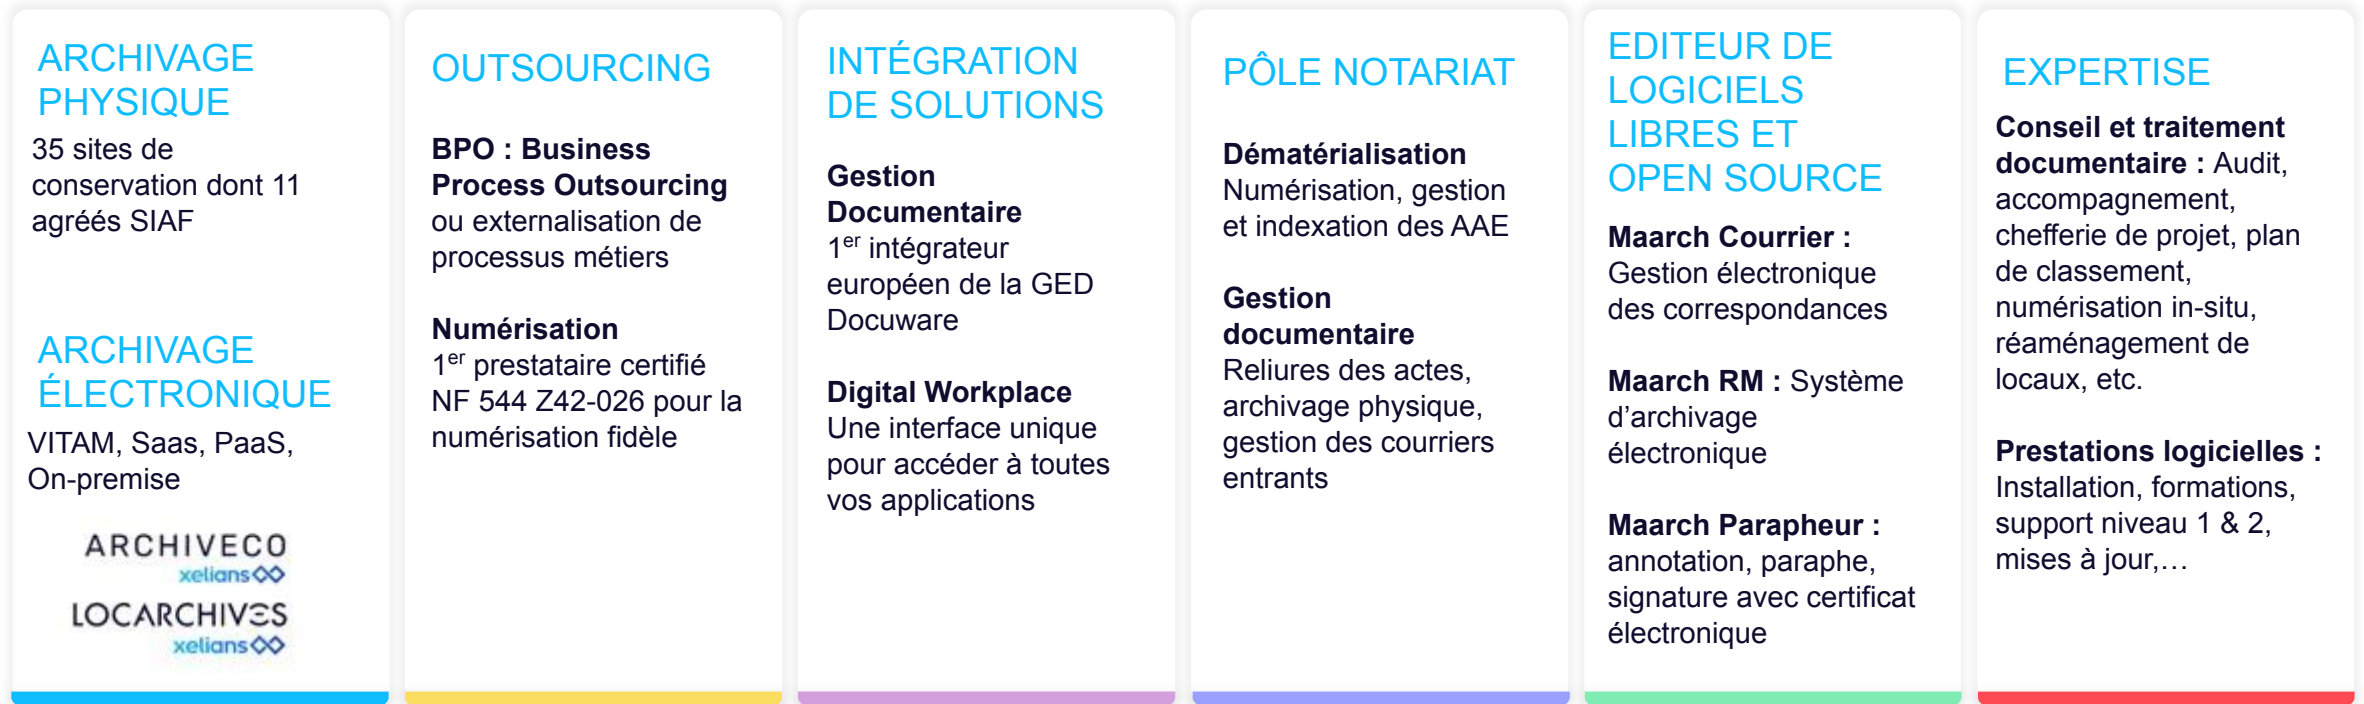 ARCHIVAGE
PHYSIQUE
35 sites de
conservation dont 11
agréés SIAF
ARCHIVAGE
ÉLECTRONIQUE
VITAM, Saas, PaaS,
On-premise
ARCHIVECO
xelians
LOCARCHIVES
xelians
OUTSOURCING
BPO : Business
Process Outsourcing
ou externalisation de
processus métiers
Numérisation
1er prestataire certifié
NF 544 Z42-026 pour la
numérisation fidèle
INTÉGRATION
DE SOLUTIONS
Gestion
Documentaire
1er intégrateur
européen de la GED
Docuware
Digital Workplace
Une interface unique
pour accéder à toutes
vos applications
PÔLE NOTARIAT
Dématérialisation
Numérisation, gestion
et indexation des AAE
Gestion
documentaire
Reliures des actes,
archivage physique,
gestion des courriers
entrants
EDITEUR DE
LOGICIELS
LIBRES ET
OPEN SOURCE
Maarch Courrier :
Gestion électronique
des correspondances
Maarch RM : Système
d’archivage
électronique
Maarch Parapheur :
annotation, paraphe,
signature avec certificat
électronique
EXPERTISE
Conseil et traitement
documentaire : Audit,
accompagnement,
chefferie de projet, plan
de classement,
numérisation in-situ,
réaménagement de
locaux, etc.
Prestations logicielles :
Installation, formations,
support niveau 1 & 2,
mises à jour,…